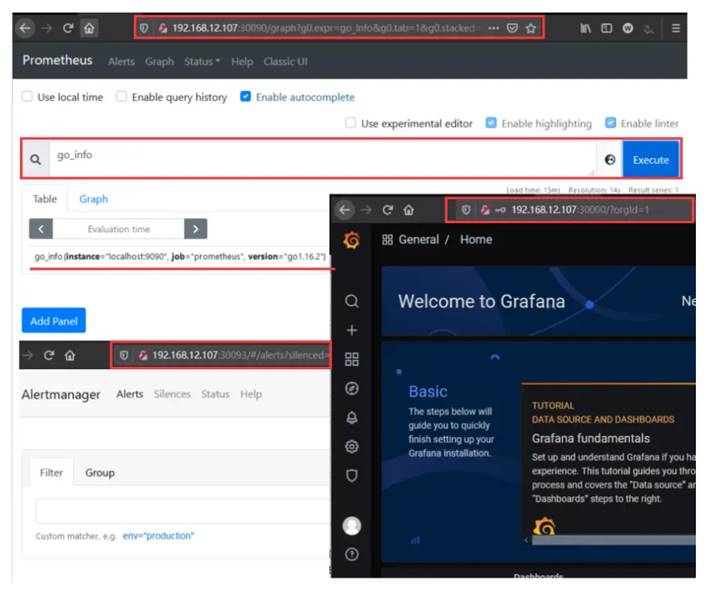 192.168.12.107:30090/graph?g0.expr=go_info&g0.tab=1&g0.stacked
Prometheus Alerts Graph Status Help Classic UI
Use local time Enable query history Enable autocomplete
Use experimental editor Enable highlighting Enable linter
go_info Execute
Load time: 15ms Resolution: 14s Result series: 1
Table Graph
Evaluation time
go_info{instance="localhost:9090", job="prometheus", version="go1.16.2"}
Add Panel
192.168.12.107:30093/#/alerts?silenced=
Alertmanager Alerts Silences Status Help
Filter Group
Custom matcher, e.g. env="production"
192.168.12.107:30000/?orgId=1
General / Home
Welcome to Grafana Ne
Basic
The steps below will
guide you to quickly
finish setting up your
Grafana installation.
TUTORIAL
DATA SOURCE AND DASHBOARDS
Grafana fundamentals
Set up and understand Grafana if you ha
experience. This tutorial guides you thro
process and covers the "Data source" ar
"Dashboards" steps to the right.
Dashboards